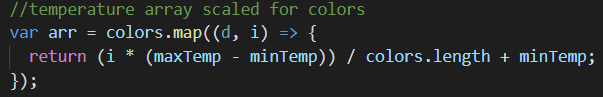 //temperature array scaled for colors
var arr = colors.map((d, i) => {
  return (i * (maxTemp - minTemp)) / colors.length + minTemp;
});